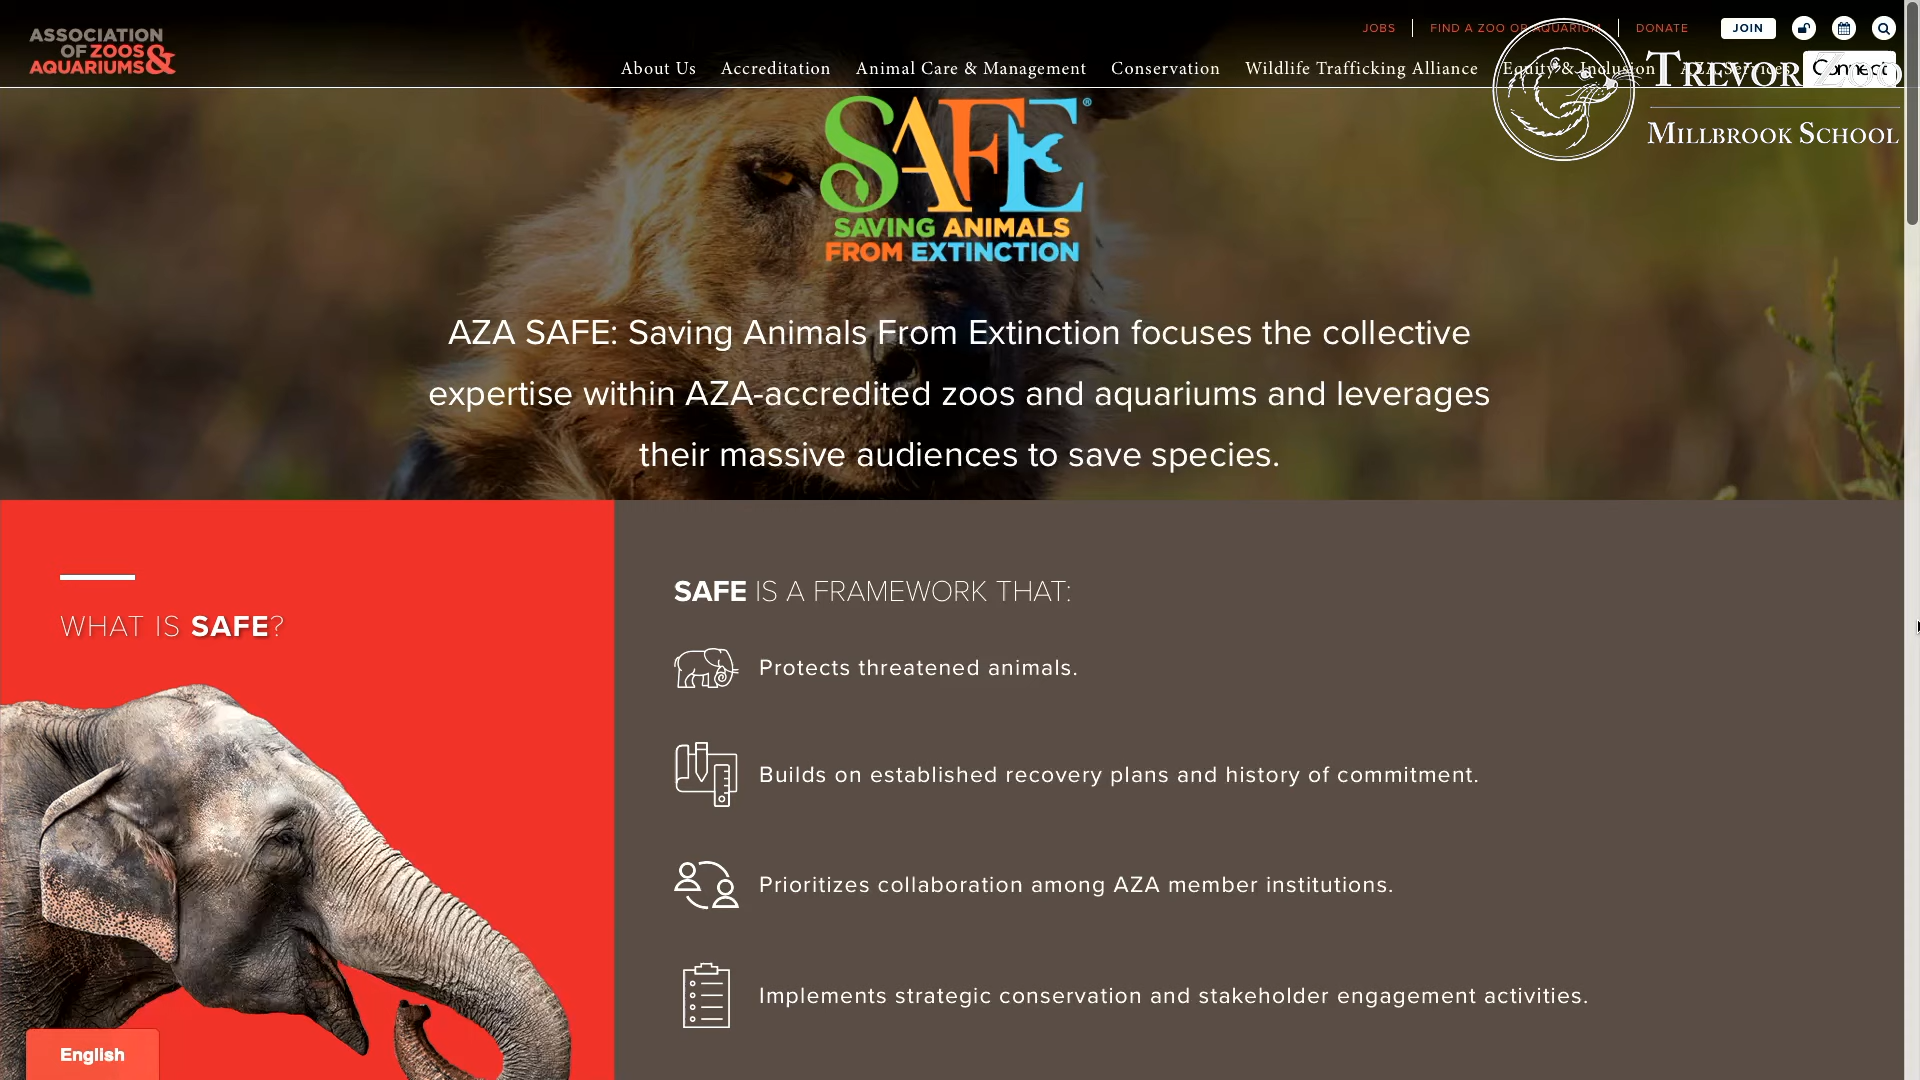 ASSOCIATION
OF ZOOS
AQUARIUMS &
JOBS
FIND A ZOO OR AQUARIUM
DONATE
JOIN
About Us
Accreditation
Animal Care & Management
Conservation
Wildlife Trafficking Alliance
Equity & Inclusion
AZA Services
Connect
TREVOR ZOO
MILLBROOK SCHOOL
SAFE®
SAVING ANIMALS
FROM EXTINCTION
AZA SAFE: Saving Animals From Extinction focuses the collective
expertise within AZA-accredited zoos and aquariums and leverages
their massive audiences to save species.
WHAT IS SAFE?
SAFE IS A FRAMEWORK THAT:
Protects threatened animals.
Builds on established recovery plans and history of commitment.
Prioritizes collaboration among AZA member institutions.
Implements strategic conservation and stakeholder engagement activities.
English